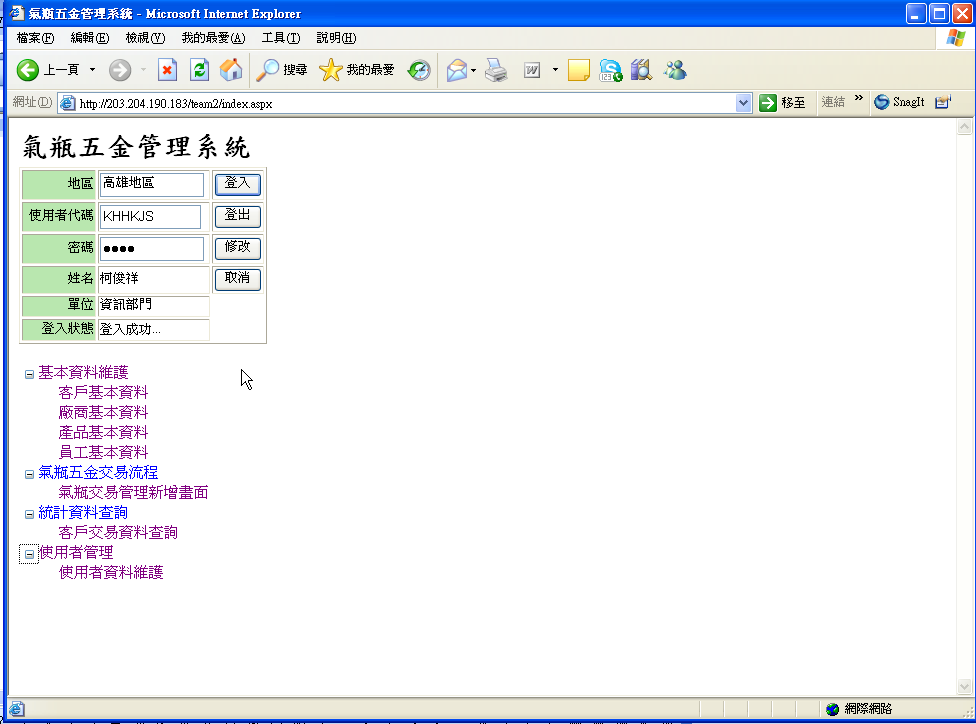 氣瓶五金管理系統 - Microsoft Internet Explorer
檔案(F) 編輯(E) 檢視(V) 我的最愛(A) 工具(T) 說明(H)
上一頁 搜尋 我的最愛
網址(D) http://203.204.190.183/team2/index.aspx 移至 連結 » SnagIt
氣瓶五金管理系統
地區 高雄地區 登入
使用者代碼 KHHKJS 登出
密碼 ●●●● 修改
姓名 柯俊祥 取消
單位 資訊部門
登入狀態 登入成功...
基本資料維護
客戶基本資料
廠商基本資料
產品基本資料
員工基本資料
氣瓶五金交易流程
氣瓶交易管理新增畫面
統計資料查詢
客戶交易資料查詢
使用者管理
使用者資料維護
網際網路